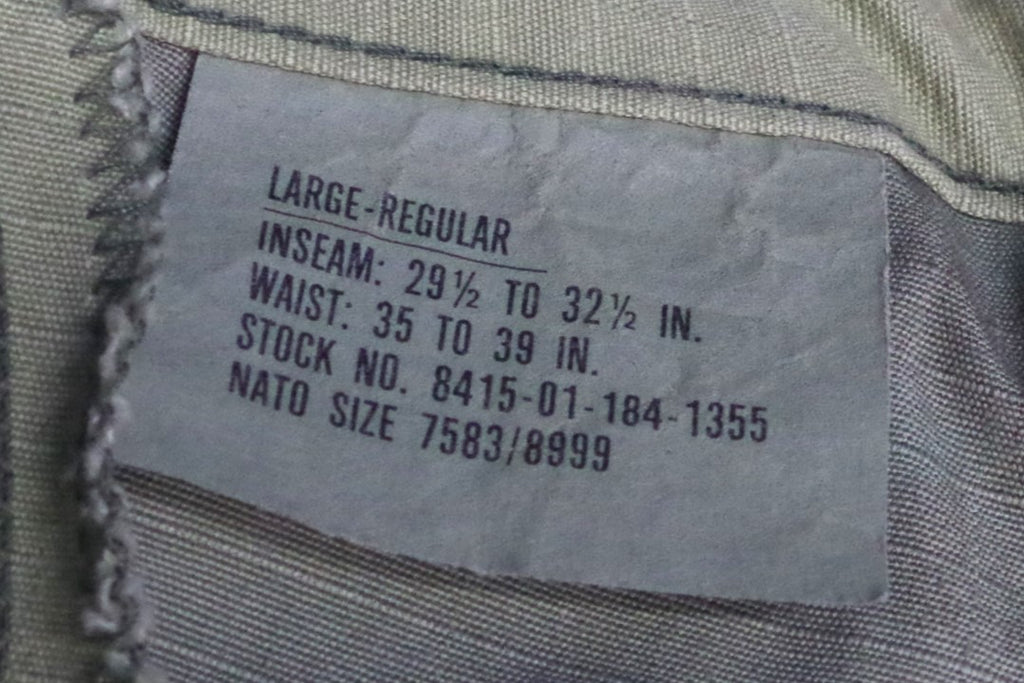 LARGE-REGULAR
INSEAM: 29½ TO 32½ IN.
WAIST: 35 TO 39 IN.
STOCK NO. 8415-01-184-1355
NATO SIZE 7583/8999